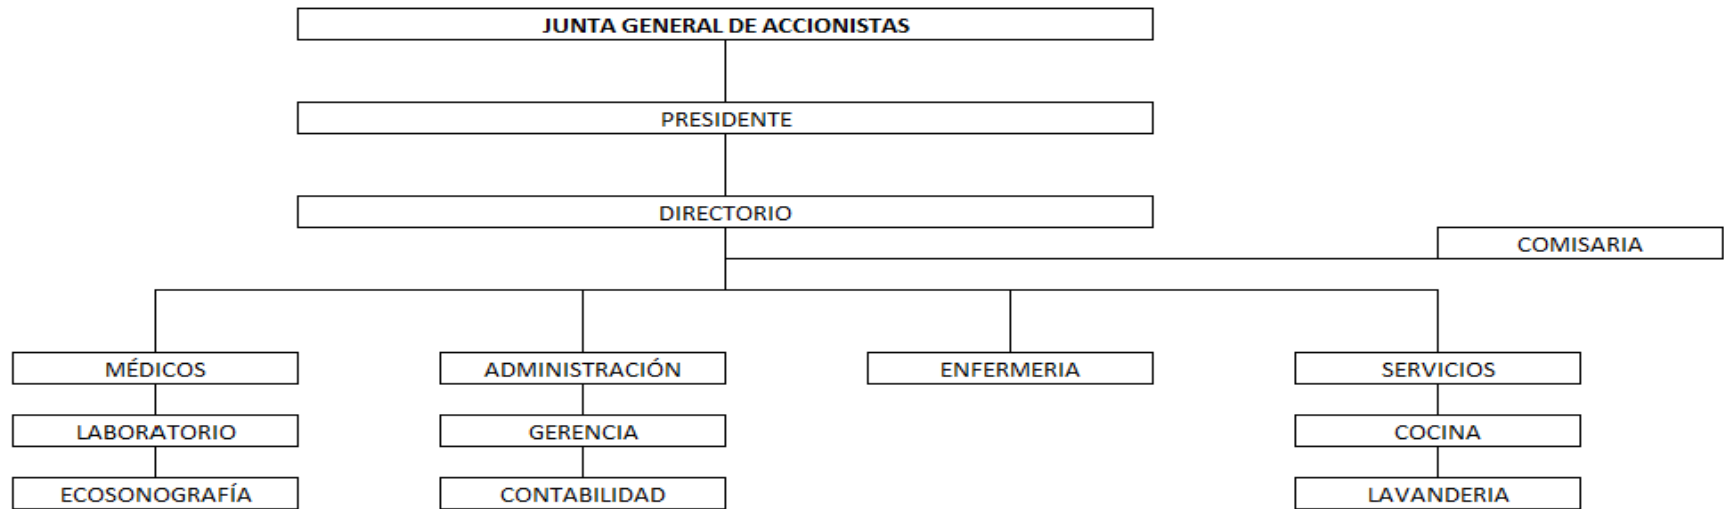 JUNTA GENERAL DE ACCIONISTAS
PRESIDENTE
DIRECTORIO
COMISARIA
MÉDICOS
ADMINISTRACIÓN
ENFERMERIA
SERVICIOS
LABORATORIO
GERENCIA
COCINA
ECOSONOGRAFÍA
CONTABILIDAD
LAVANDERIA